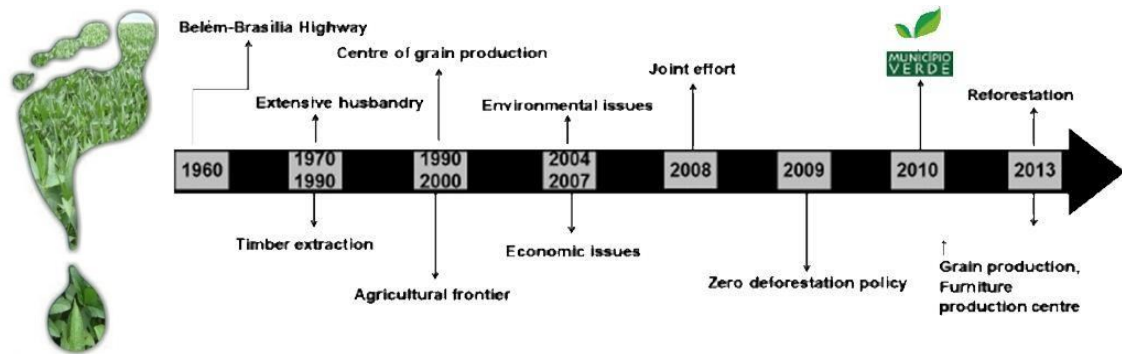 Belém-Brasília Highway
Centre of grain production
Joint effort
MUNICÍPIO
VERDE
Extensive husbandry
Environmental issues
Reforestation
1960
1970
1990
1990
2000
2004
2007
2008
2009
2010
2013
Timber extraction
Economic issues
Agricultural frontier
Zero deforestation policy
↑
Grain production,
Furniture
production centre